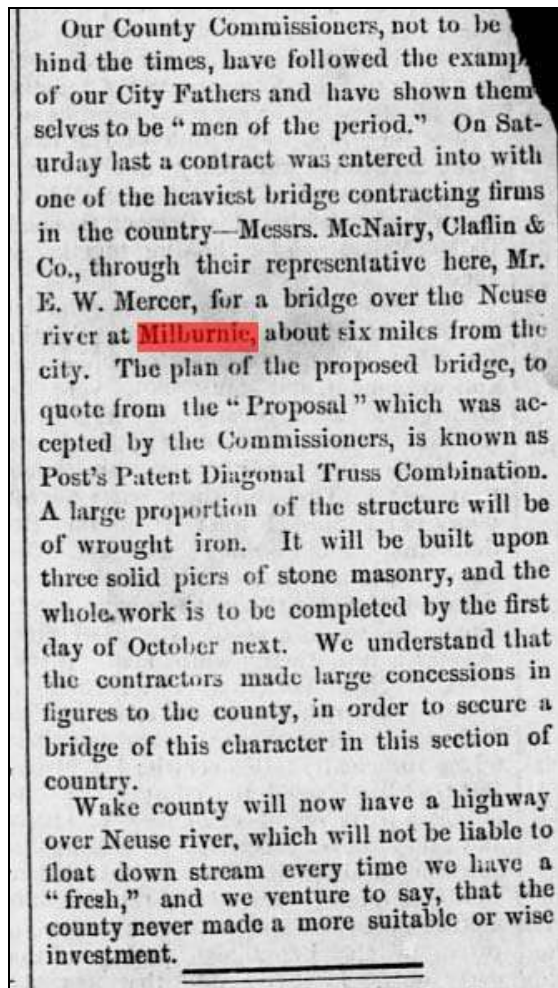 Our County Commissioners, not to be
hind the times, have followed the examp
of our City Fathers and have shown them
selves to be “ men of the period.” On Sat-
urday last a contract was entered into with
one of the heaviest bridge contracting firms
in the country—Messrs. McNairy, Claflin &
Co., through their representative here, Mr.
E. W. Mercer, for a bridge over the Neuse
river at Milburnie, about six miles from the
city. The plan of the proposed bridge, to
quote from the “ Proposal ” which was ac-
cepted by the Commissioners, is known as
Post's Patent Diagonal Truss Combination.
A large proportion of the structure will be
of wrought iron. It will be built upon
three solid piers of stone masonry, and the
whole work is to be completed by the first
day of October next. We understand that
the contractors made large concessions in
figures to the county, in order to secure a
bridge of this character in this section of
country.
Wake county will now have a highway
over Neuse river, which will not be liable to
float down stream every time we have a
“ fresh,” and we venture to say, that the
county never made a more suitable or wise
investment.